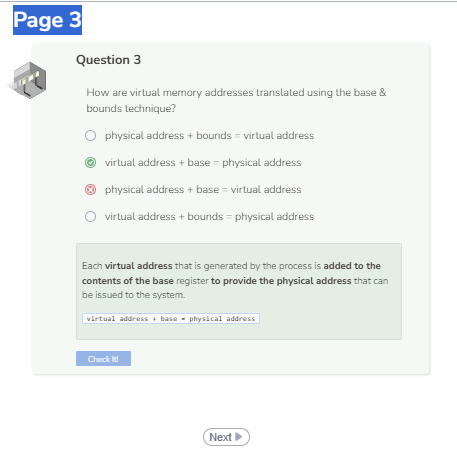 Page 3
Question 3
How are virtual memory addresses translated using the base &
bounds technique?
physical address + bounds = virtual address
virtual address + base = physical address
physical address + base = virtual address
virtual address + bounds = physical address
Each virtual address that is generated by the process is added to the
contents of the base register to provide the physical address that can
be issued to the system.
virtual address + base = physical address
Check It!
Next